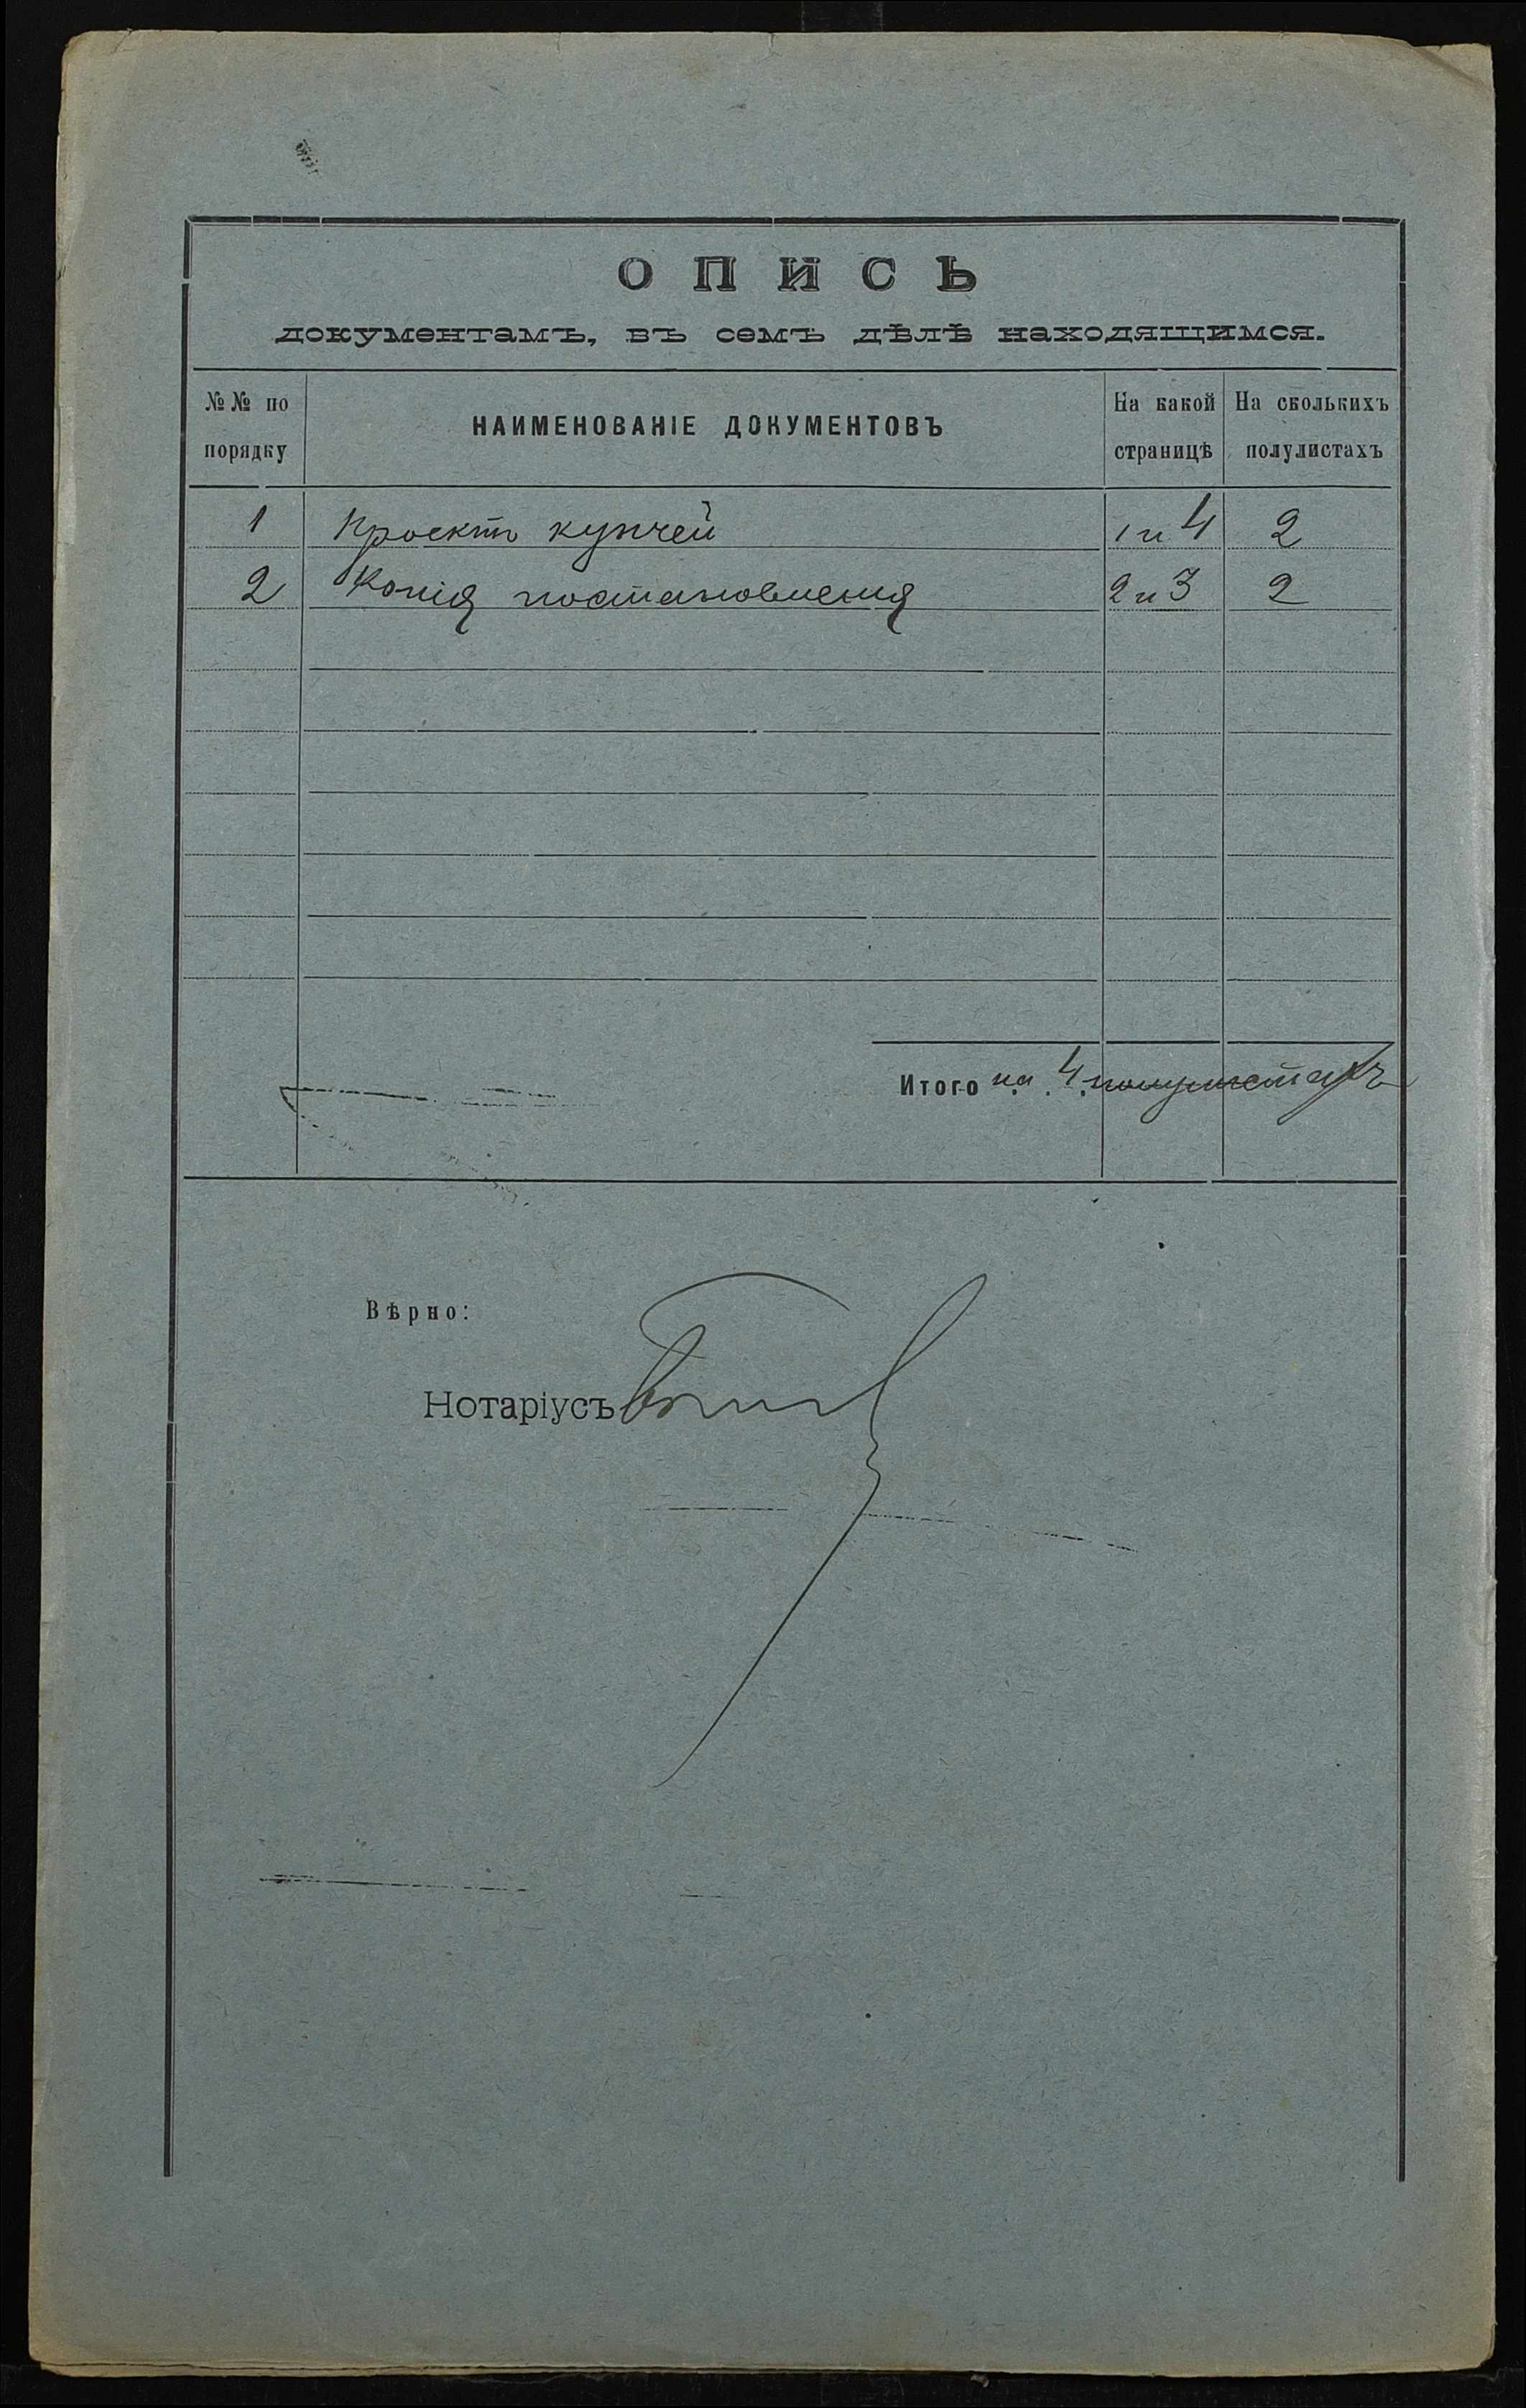 ОПИСЬ
документамъ, въ семъ дѣлѣ находящимся.
№№ по порядку НАИМЕНОВАНІЕ ДОКУМЕНТОВЪ На какой страницѣ На сколькихъ полулистахъ
1 Проектъ купчей 1 и 4 2
2 Копія постановленія 2 и 3 2
Итого на 4 полулистахъ
Вѣрно:
Нотаріусъ